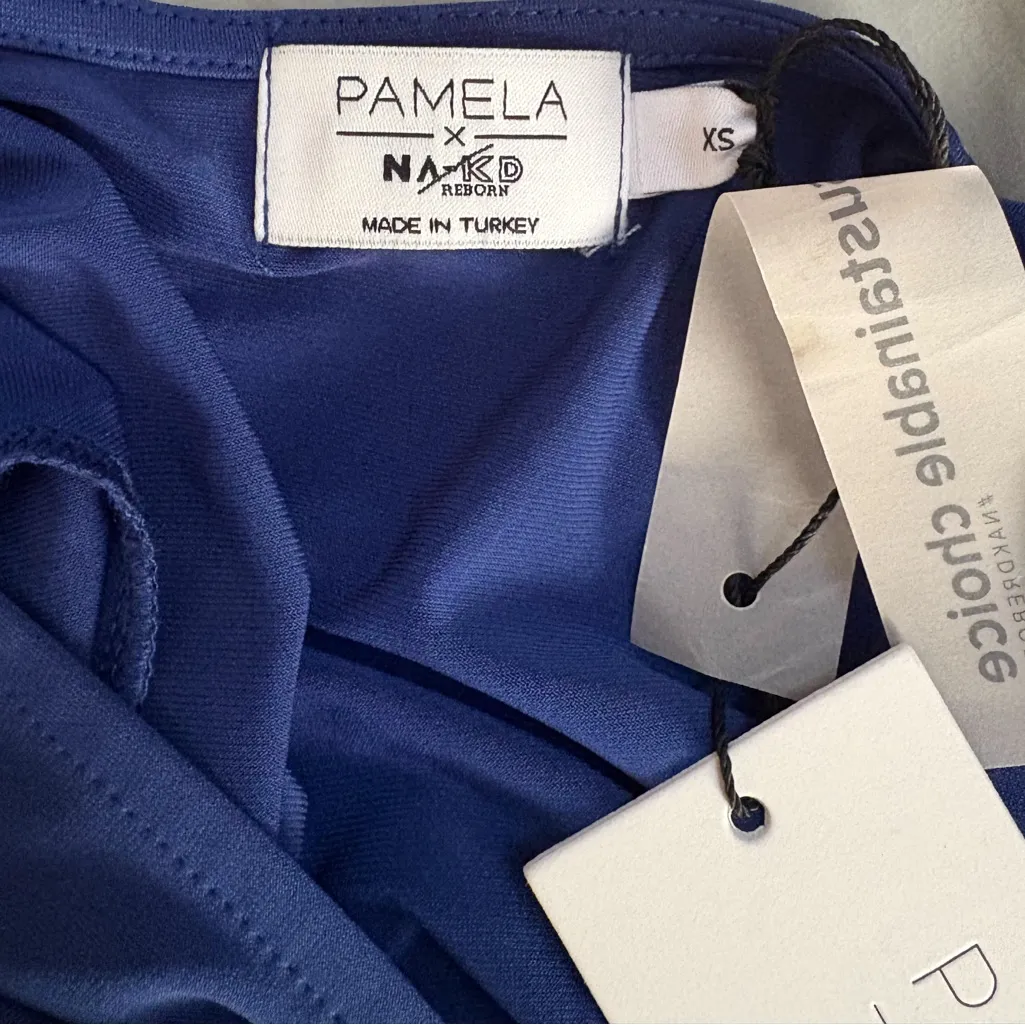 PAMELA
X
NA-KD
REBORN
MADE IN TURKEY
XS
sustainable choice
#NAKDREBO
P